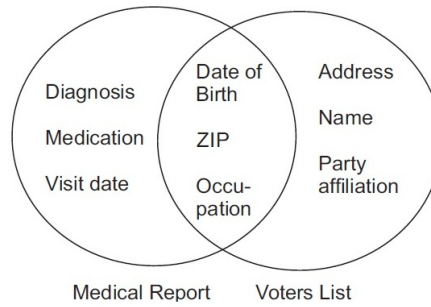 Diagnosis
Medication
Visit date
Date of
Birth
ZIP
Occu-
pation
Address
Name
Party
affiliation
Medical Report
Voters List